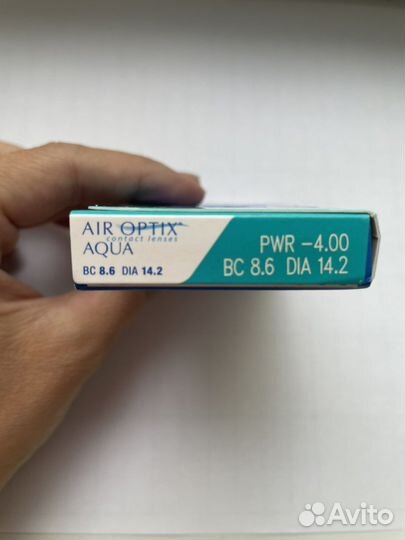 AIR OPTIX™
contact lenses
AQUA
BC 8.6 DIA 14.2
PWR -4.00
BC 8.6 DIA 14.2
Avito